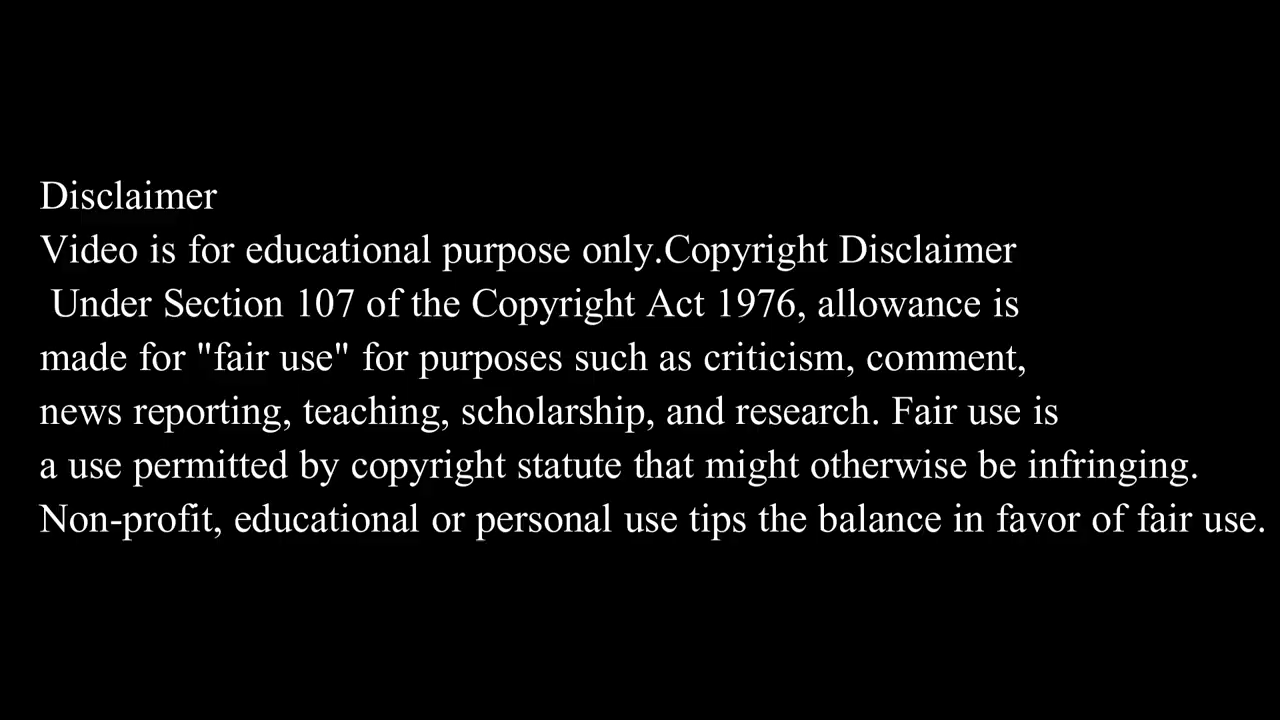 Disclaimer
Video is for educational purpose only.Copyright Disclaimer
Under Section 107 of the Copyright Act 1976, allowance is
made for "fair use" for purposes such as criticism, comment,
news reporting, teaching, scholarship, and research. Fair use is
a use permitted by copyright statute that might otherwise be infringing.
Non-profit, educational or personal use tips the balance in favor of fair use.